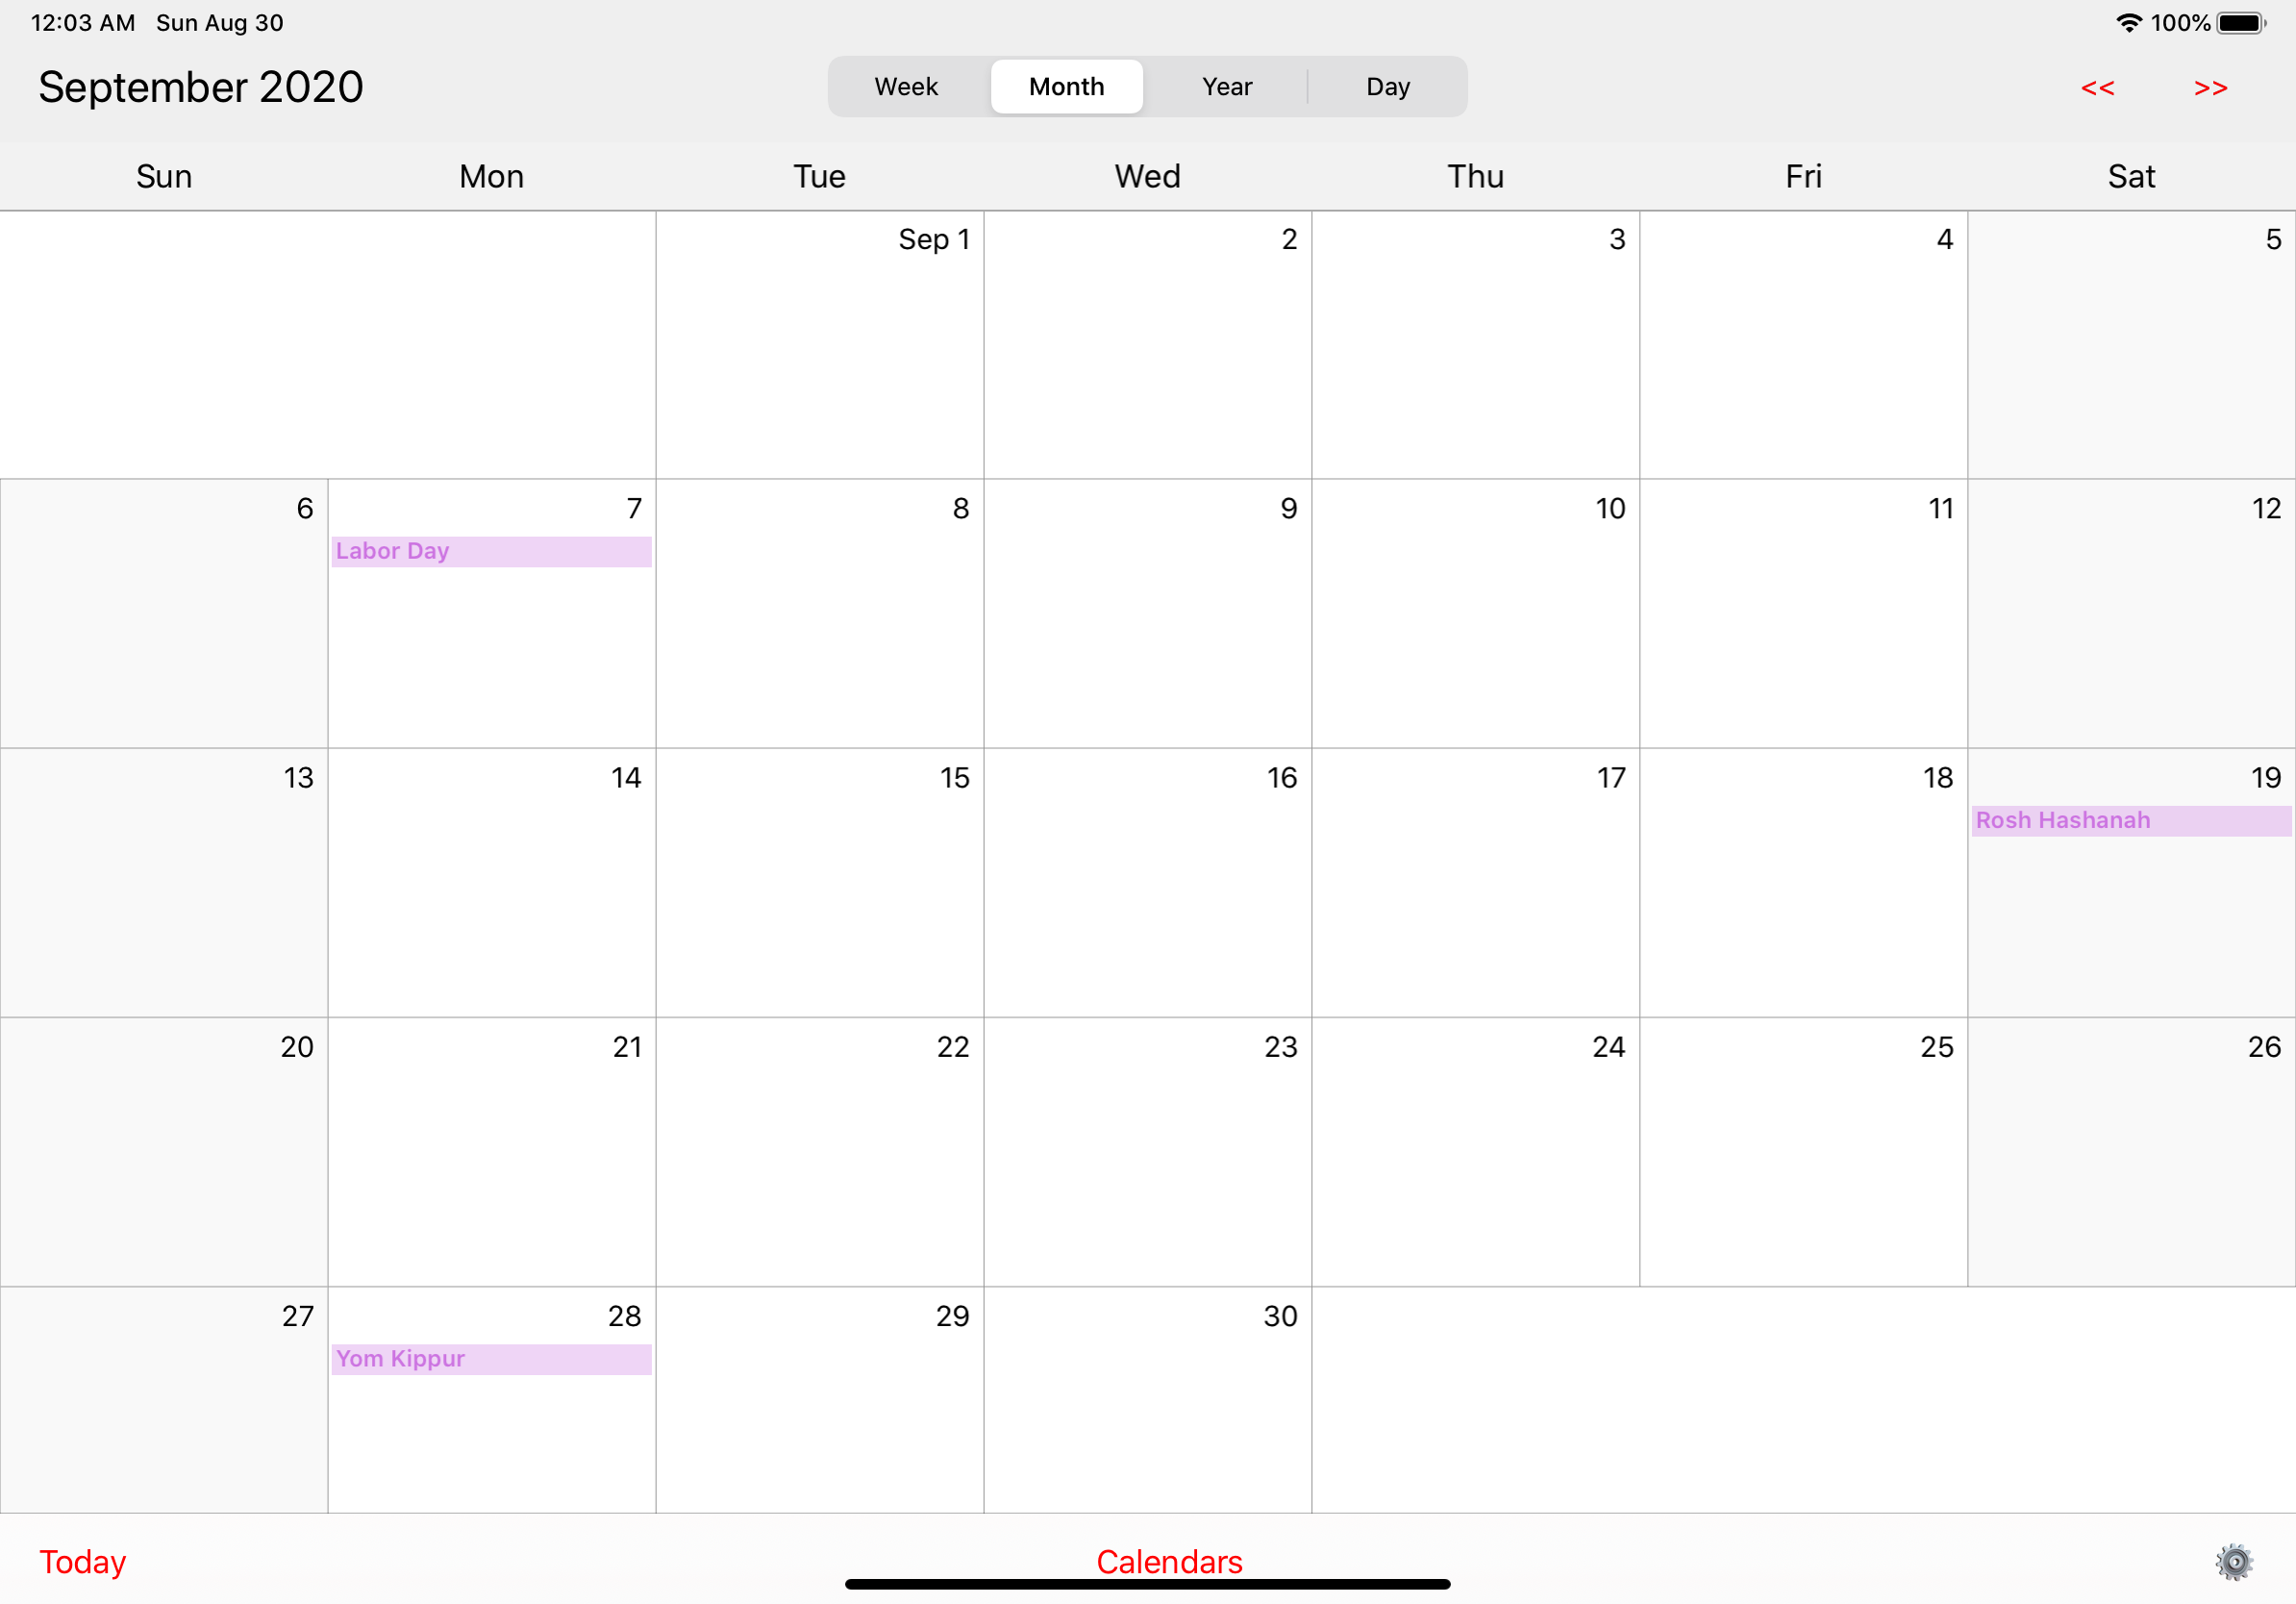 12:03 AM Sun Aug 30 100%
September 2020 Week Month Year Day << >>
Sun Mon Tue Wed Thu Fri Sat
Sep 1 2 3 4 5
6 7 8 9 10 11 12
Labor Day
13 14 15 16 17 18 19
Rosh Hashanah
20 21 22 23 24 25 26
27 28 29 30
Yom Kippur
Today Calendars